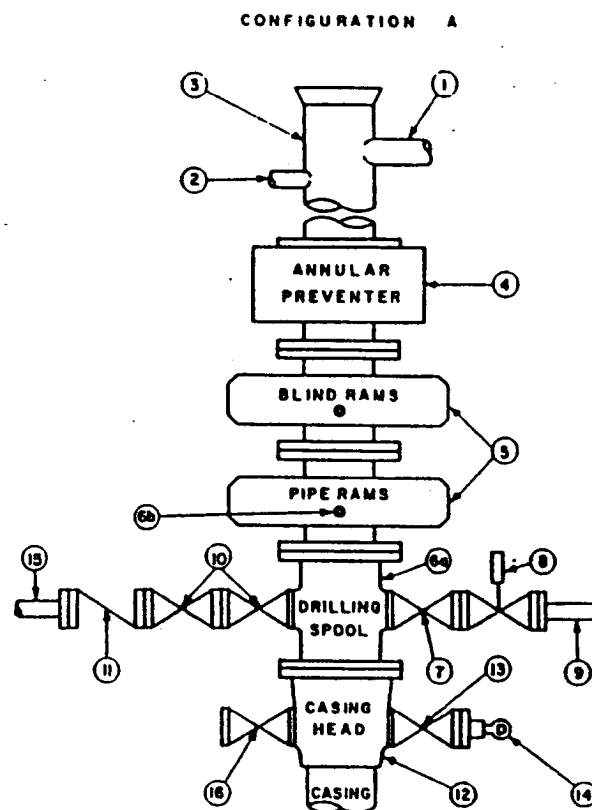 CONFIGURATION A
3
1
2
ANNULAR
PREVENTER
4
BLIND RAMS
5
PIPE RAMS
6b
15
10
6a
8
DRILLING
SPOOL
11
7
9
13
CASING
HEAD
16
12
14
CASING